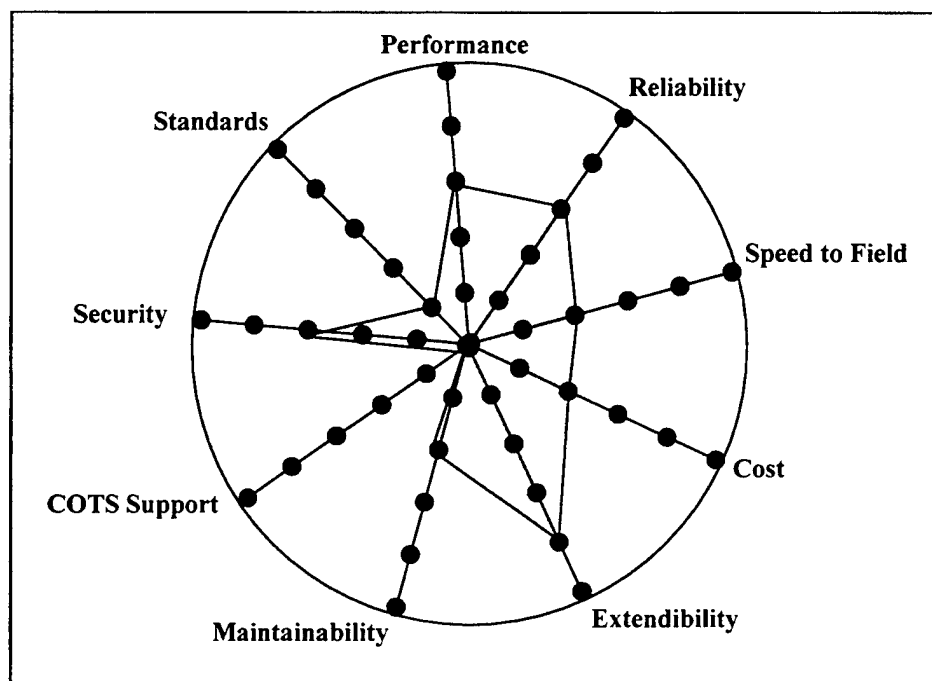 Performance
Reliability
Standards
Speed to Field
Security
Cost
COTS Support
Extendibility
Maintainability